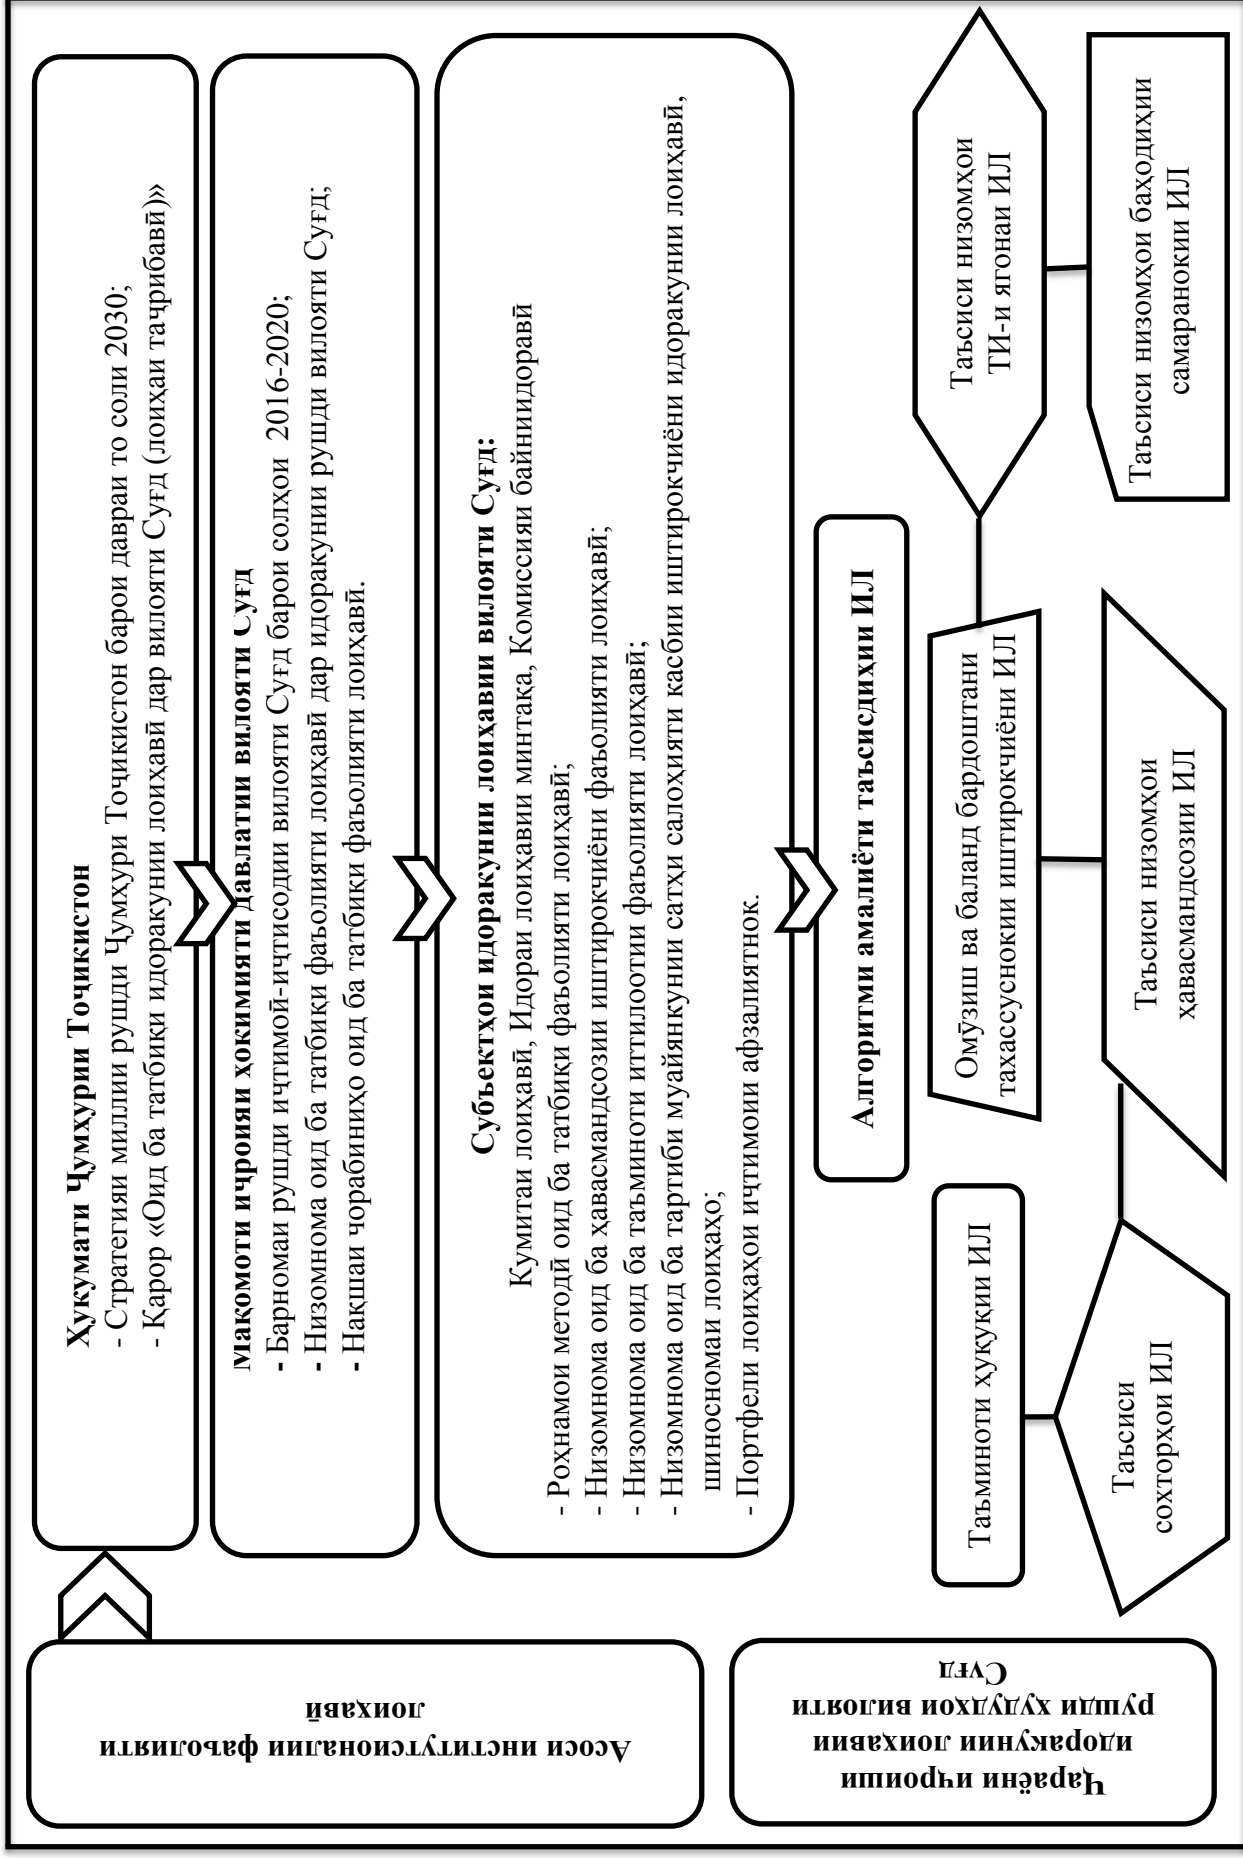 Асоси институтсионалии фаъолияти
лоиҳавӣ
Ҳукумати Ҷумҳурии Тоҷикистон
- Стратегияи миллии рушди Ҷумҳури Тоҷикистон барои давраи то соли 2030;
- Қарор «Оид ба татбиқи идоракунии лоиҳавӣ дар вилояти Суғд (лоиҳаи таҷрибавӣ)»
Мақомоти иҷроияи ҳокимияти давлатии вилояти Суғд
- Барномаи рушди иҷтимоӣ-иҷтисодии вилояти Суғд барои солҳои 2016-2020;
- Низомнома оид ба татбиқи фаъолияти лоиҳавӣ дар идоракунии рушди вилояти Суғд;
- Нақшаи чорабиниҳо оид ба татбиқи фаъолияти лоиҳавӣ.
Субъектҳои идоракунии лоиҳавии вилояти Суғд:
Кумитаи лоиҳавӣ, Идораи лоиҳавии минтақа, Комиссияи байниидоравӣ
- Роҳнамои методӣ оид ба татбиқи фаъолияти лоиҳавӣ;
- Низомнома оид ба ҳавасмандсозии иштирокчиёни фаъолияти лоиҳавӣ;
- Низомнома оид ба таъминоти иттилоотии фаъолияти лоиҳавӣ;
- Низомнома оид ба тартиби муайянкунии сатҳи салоҳияти касбии иштирокчиёни идоракунии лоиҳавӣ,
шиносномаи лоиҳаҳо;
- Портфели лоиҳаҳои иҷтимоии афзалиятнок.
Ҷараёни иҷроиши
идоракунии лоиҳавии
рушди ҳудудҳои вилояти
Суғд
Алгоритми амалиёти таъсисдиҳии ИЛ
Таъминоти ҳуқуқии ИЛ
Таъсиси
сохторҳои ИЛ
Омӯзиш ва баланд бардоштани
тахассуснокии иштирокчиёни ИЛ
Таъсиси низомҳои
ҳавасмандсозии ИЛ
Таъсиси низомҳои
ТИ-и ягонаи ИЛ
Таъсиси низомҳои баҳодиҳии
самаранокии ИЛ